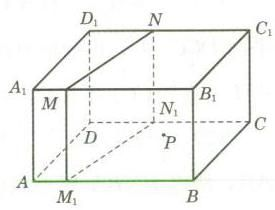 D₁ N C₁
A₁ M B₁
N₁
D P C
A M₁ B